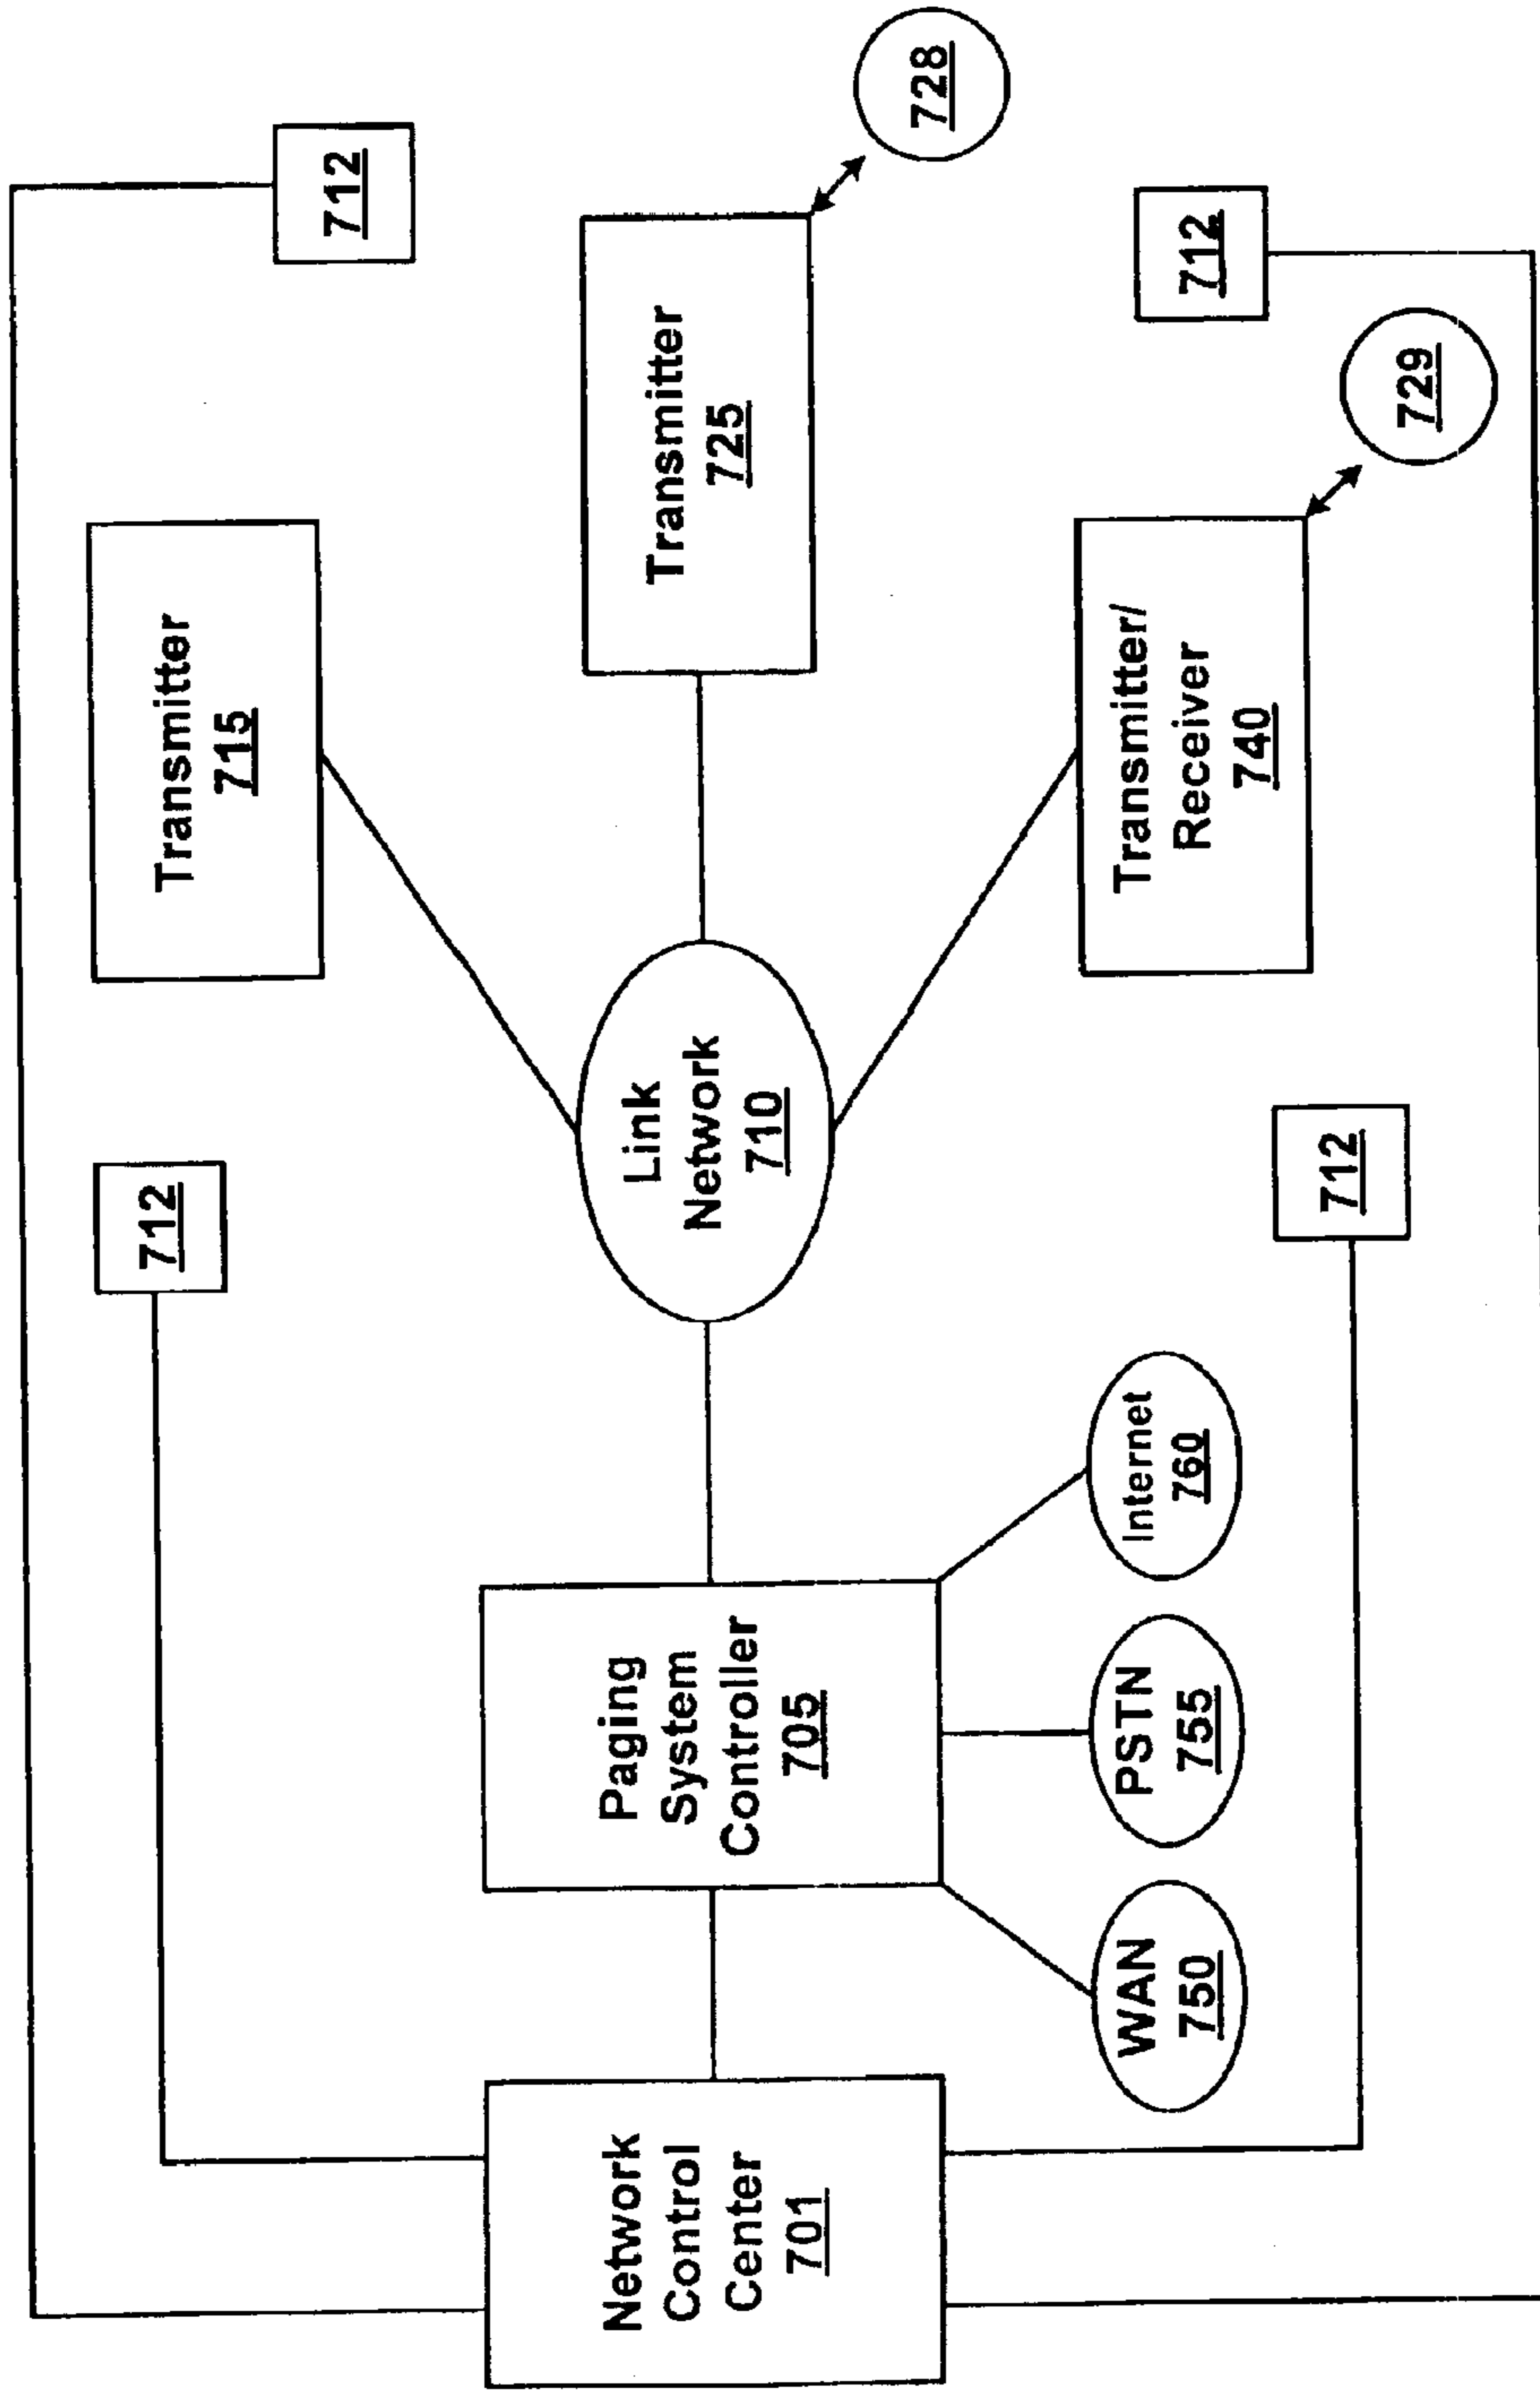 712
Transmitter
715
712
728
Transmitter
725
Link
Network
710
Network
Control
Center
701
Paging
System
Controller
705
712
729
Transmitter/
Receiver
740
WAN
750
PSTN
755
Internet
760
712